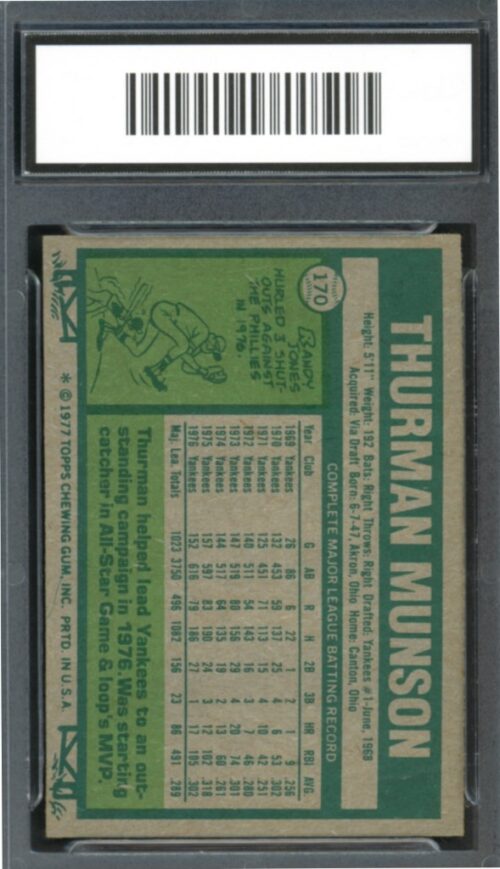 170
THURMAN MUNSON
Height: 5'11" Weight: 192 Bats: Right Throws: Right Drafted: Yankees #1-June, 1968
Acquired: Via Draft Born: 6-7-47, Akron, Ohio Home: Canton, Ohio
COMPLETE MAJOR LEAGUE BATTING RECORD
Year Club G AB R H 2B 3B HR RBI AVG.
1969 Yankees 26 86 6 22 1 2 1 9 .256
1970 Yankees 132 453 59 137 25 4 6 53 .302
1971 Yankees 125 451 71 113 15 4 10 42 .251
1972 Yankees 140 511 54 143 16 3 7 46 .280
1973 Yankees 147 519 80 156 29 4 20 74 .301
1974 Yankees 144 517 64 135 19 2 13 60 .261
1975 Yankees 157 597 83 190 24 3 12 102 .318
1976 Yankees 152 616 79 186 27 1 17 105 .302
Maj. Lea. Totals 1023 3750 496 1082 156 23 86 491 .289
RANDY
JONES
HURLED 3 SHUT-
OUTS AGAINST
THE PHILLIES
IN 1976.
Thurman helped lead Yankees to an out-
standing campaign in 1976. Was starting
catcher in All-Star Game & loop's MVP.
* © 1977 TOPPS CHEWING GUM, INC. PRTD. IN U.S.A.